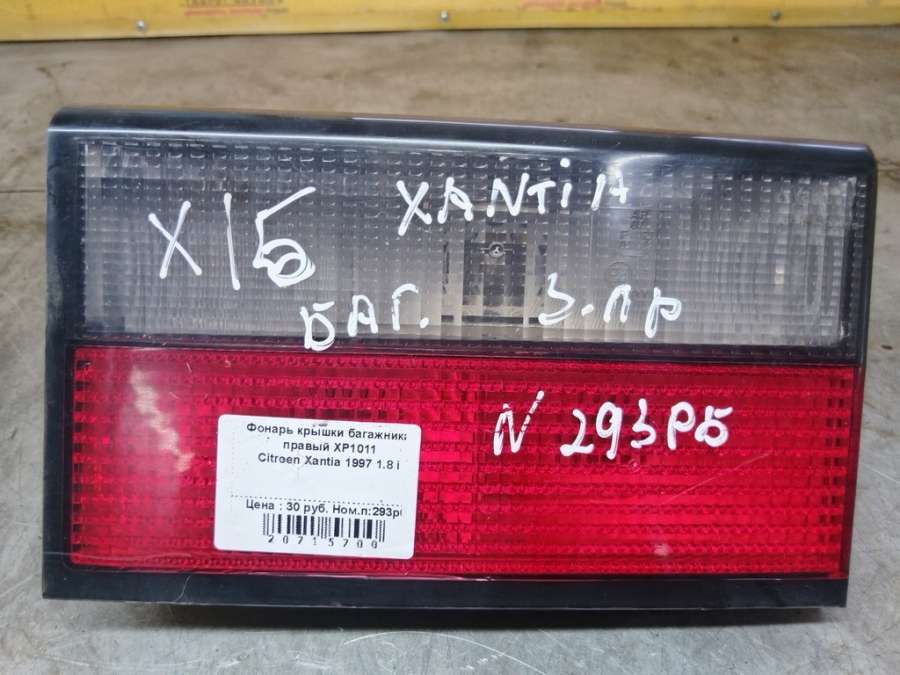 XANTiA
X15
БАГ. З.ПР
N 293РБ
Фонарь крышки багажника
правый XP1011
Citroen Xantia 1997 1.8 i
Цена : 30 руб. Ном.п:293р
20715700